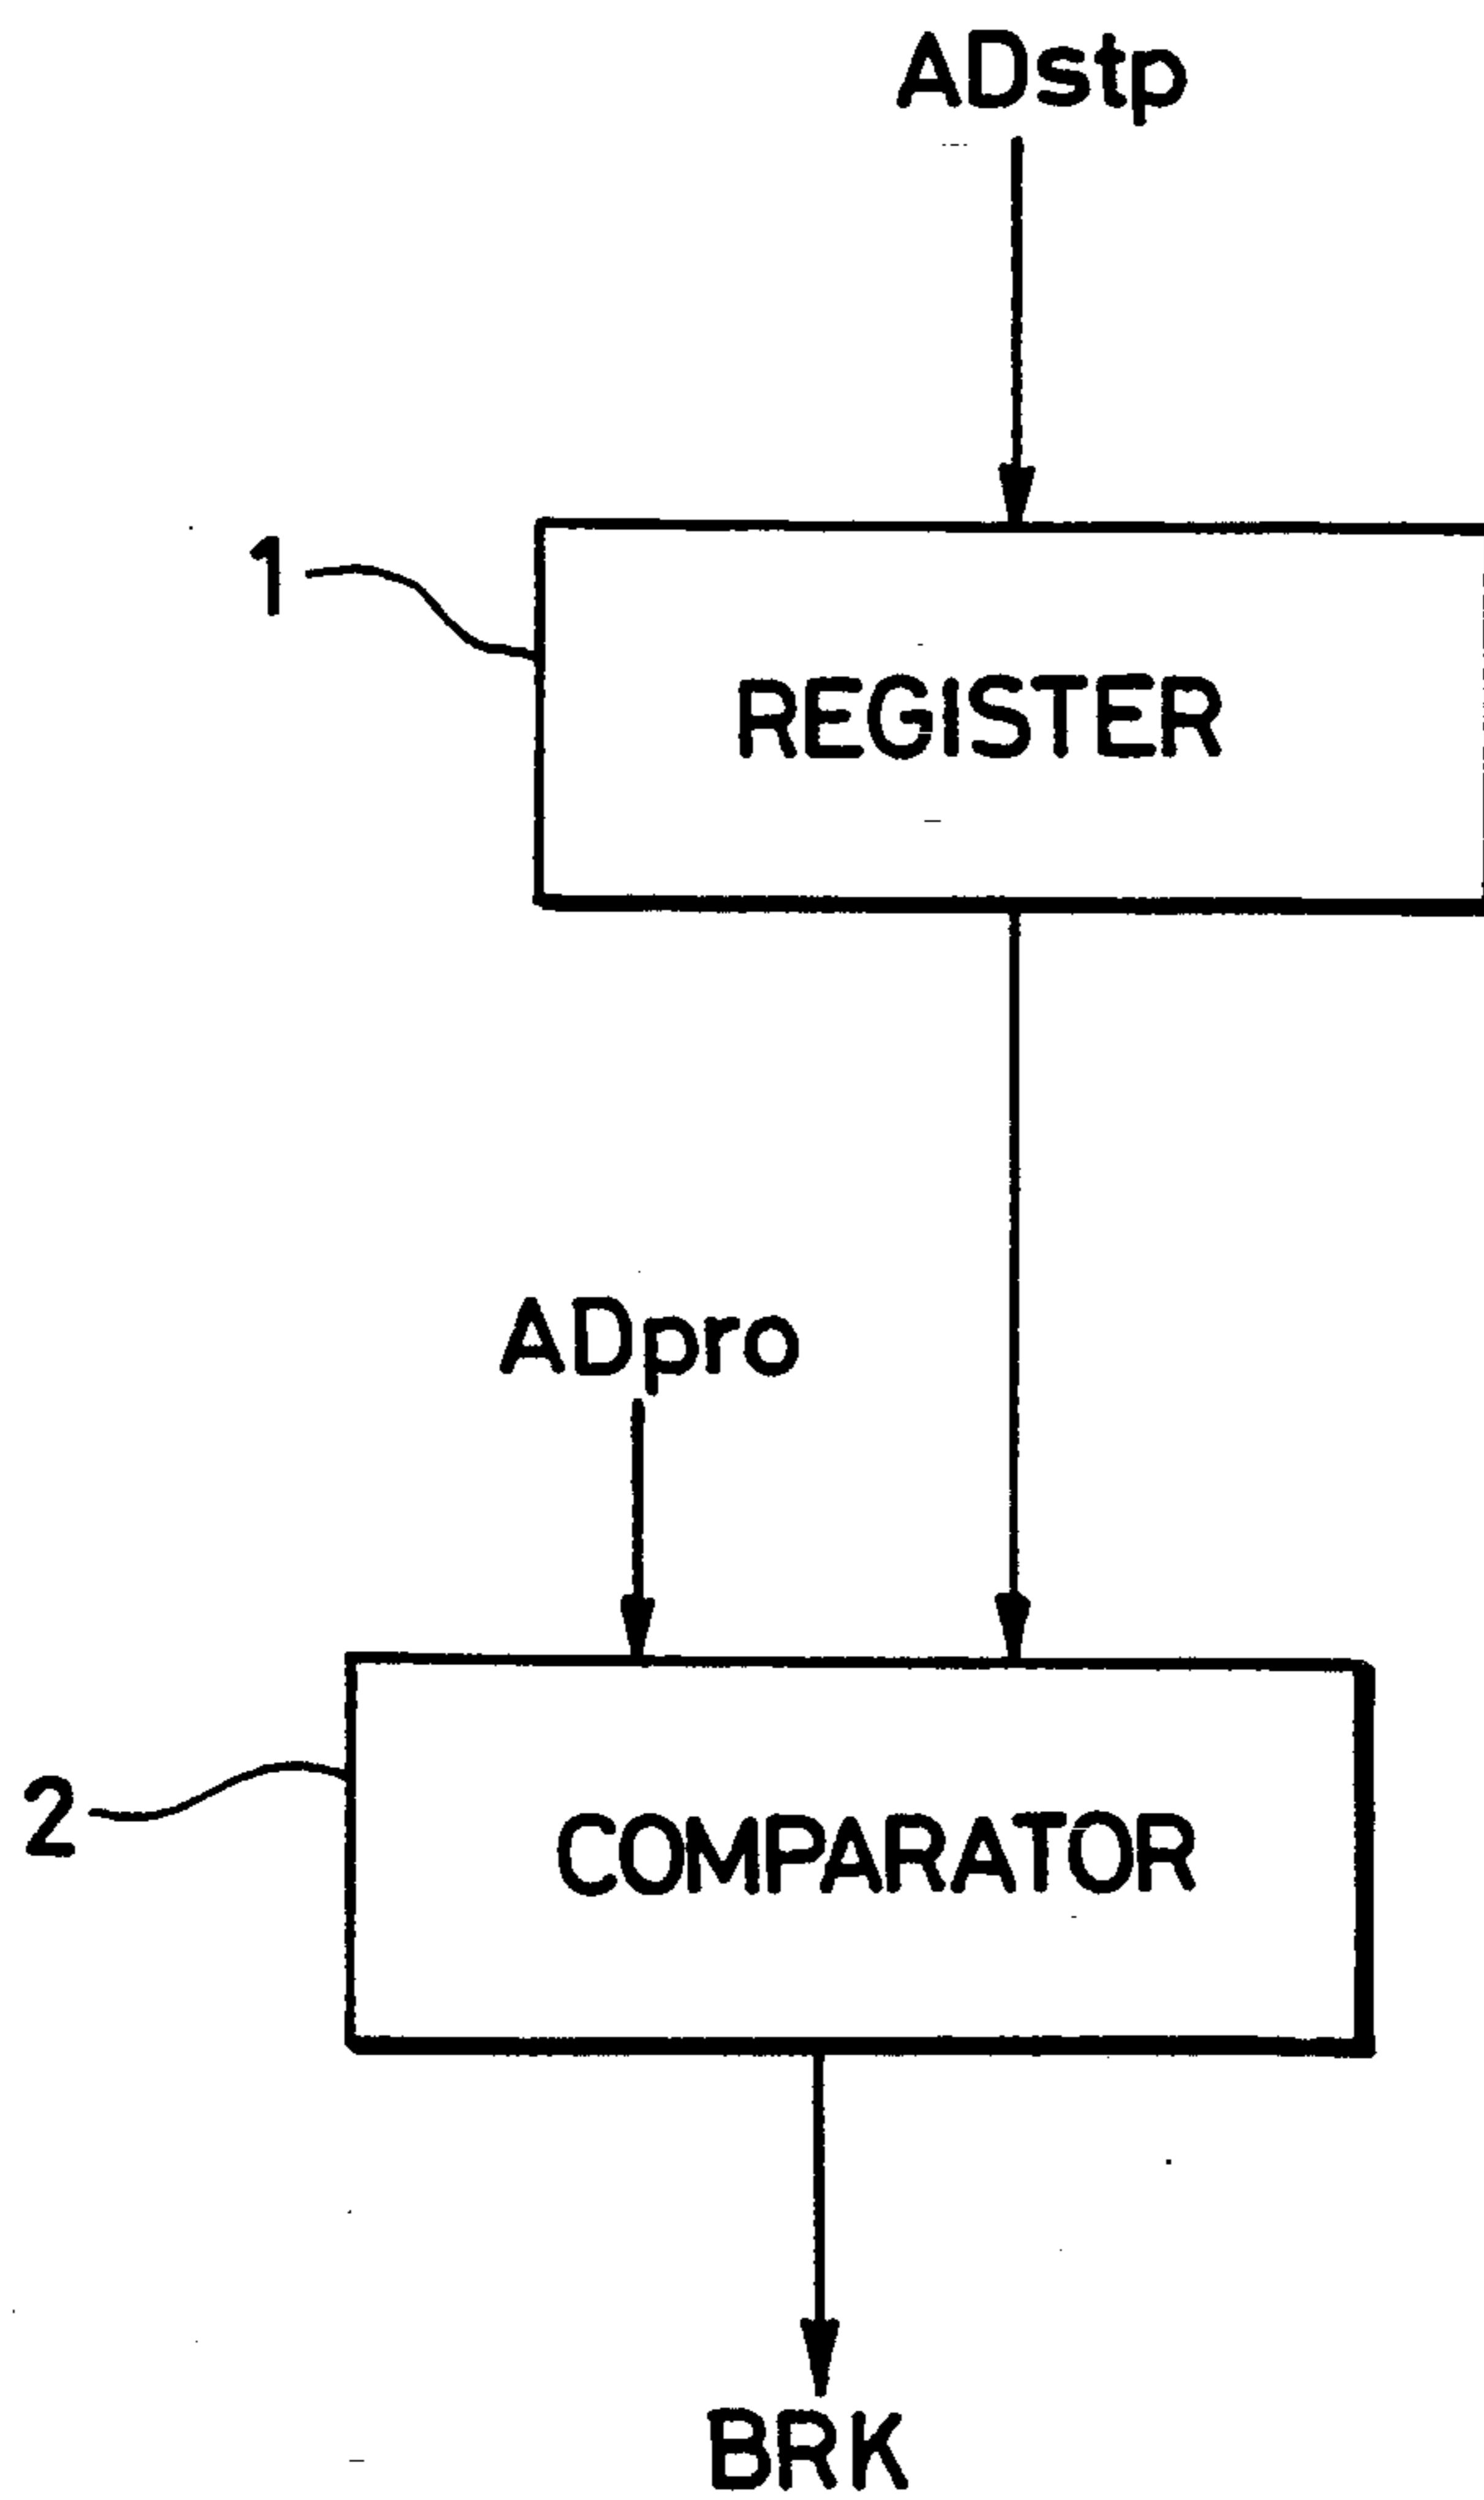 ADstp
1
REGISTER
ADpro
2
COMPARATOR
BRK